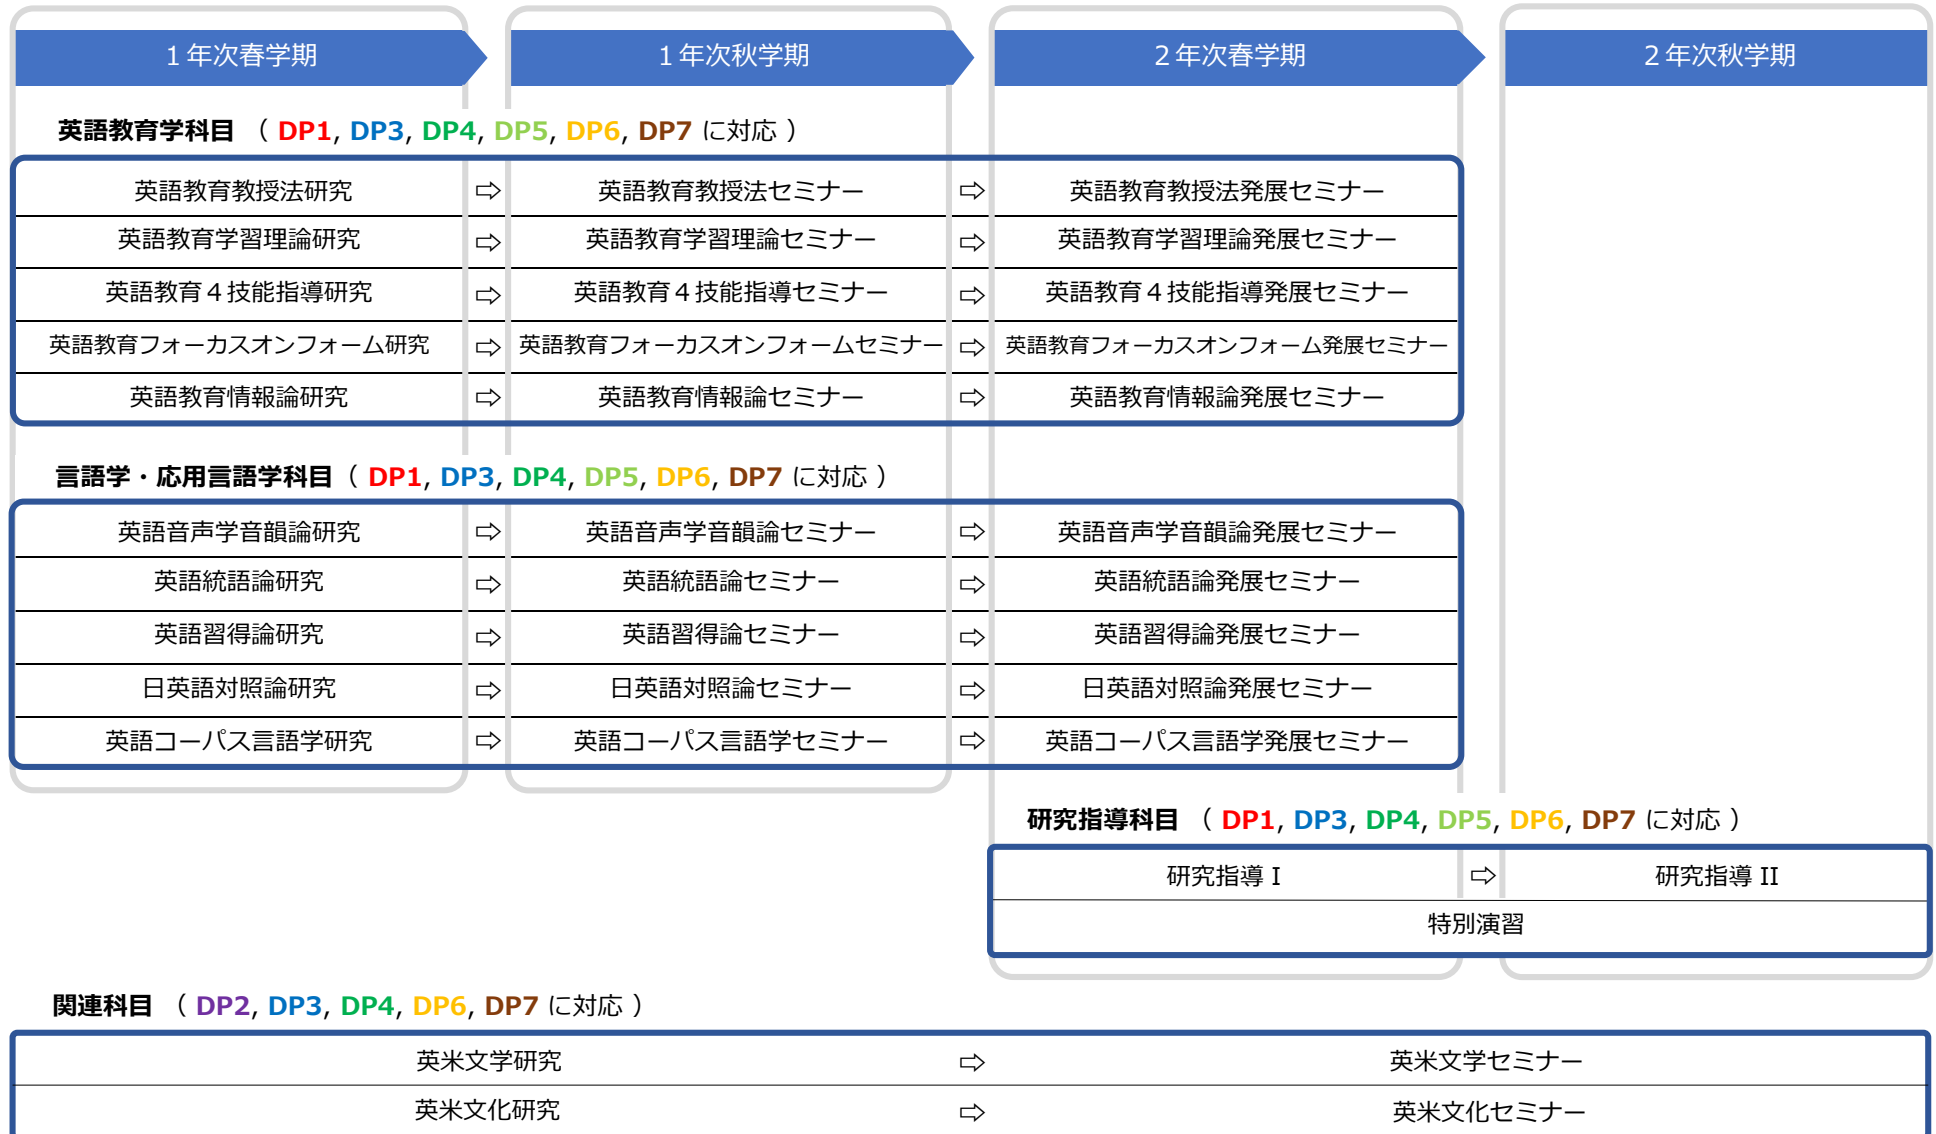 １年次春学期 １年次秋学期 ２年次春学期 ２年次秋学期
英語教育学科目 （ DP1, DP3, DP4, DP5, DP6, DP7 に対応 ）
英語教育教授法研究 ⇨ 英語教育教授法セミナー ⇨ 英語教育教授法発展セミナー
英語教育学習理論研究 ⇨ 英語教育学習理論セミナー ⇨ 英語教育学習理論発展セミナー
英語教育４技能指導研究 ⇨ 英語教育４技能指導セミナー ⇨ 英語教育４技能指導発展セミナー
英語教育フォーカスオンフォーム研究 ⇨ 英語教育フォーカスオンフォームセミナー ⇨ 英語教育フォーカスオンフォーム発展セミナー
英語教育情報論研究 ⇨ 英語教育情報論セミナー ⇨ 英語教育情報論発展セミナー
言語学・応用言語学科目（ DP1, DP3, DP4, DP5, DP6, DP7 に対応 ）
英語音声学音韻論研究 ⇨ 英語音声学音韻論セミナー ⇨ 英語音声学音韻論発展セミナー
英語統語論研究 ⇨ 英語統語論セミナー ⇨ 英語統語論発展セミナー
英語習得論研究 ⇨ 英語習得論セミナー ⇨ 英語習得論発展セミナー
日英語対照論研究 ⇨ 日英語対照論セミナー ⇨ 日英語対照論発展セミナー
英語コーパス言語学研究 ⇨ 英語コーパス言語学セミナー ⇨ 英語コーパス言語学発展セミナー
研究指導科目 （ DP1, DP3, DP4, DP5, DP6, DP7 に対応 ）
研究指導 I ⇨ 研究指導 II
特別演習
関連科目 （ DP2, DP3, DP4, DP6, DP7 に対応 ）
英米文学研究 ⇨ 英米文学セミナー
英米文化研究 ⇨ 英米文化セミナー